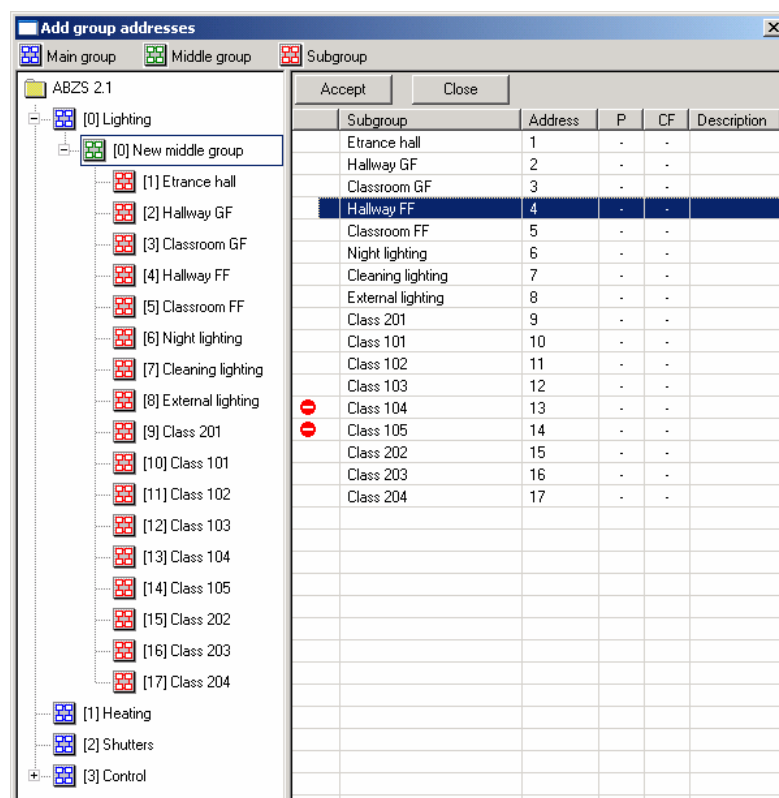 Add group addresses
Main group Middle group Subgroup
ABZS 2.1
[0] Lighting
[0] New middle group
[1] Etrance hall
[2] Hallway GF
[3] Classroom GF
[4] Hallway FF
[5] Classroom FF
[6] Night lighting
[7] Cleaning lighting
[8] External lighting
[9] Class 201
[10] Class 101
[11] Class 102
[12] Class 103
[13] Class 104
[14] Class 105
[15] Class 202
[16] Class 203
[17] Class 204
[1] Heating
[2] Shutters
[3] Control
Accept Close
Subgroup Address P CF Description
Etrance hall 1 - -
Hallway GF 2 - -
Classroom GF 3 - -
Hallway FF 4 - -
Classroom FF 5 - -
Night lighting 6 - -
Cleaning lighting 7 - -
External lighting 8 - -
Class 201 9 - -
Class 101 10 - -
Class 102 11 - -
Class 103 12 - -
Class 104 13 - -
Class 105 14 - -
Class 202 15 - -
Class 203 16 - -
Class 204 17 - -